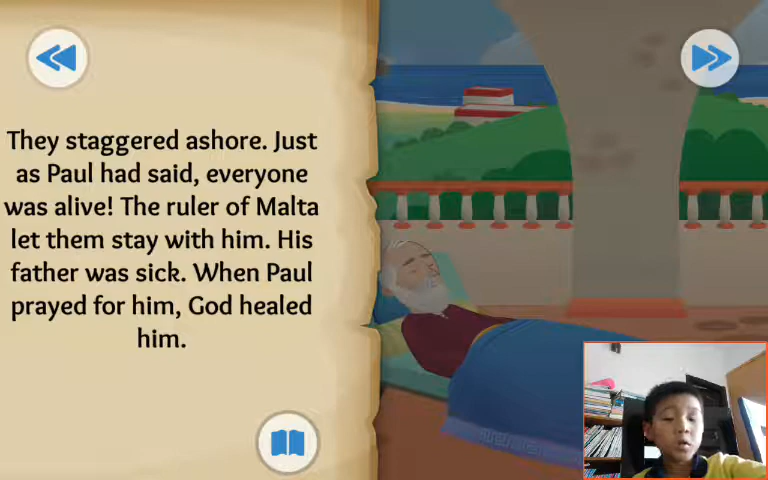 They staggered ashore. Just
as Paul had said, everyone
was alive! The ruler of Malta
let them stay with him. His
father was sick. When Paul
prayed for him, God healed
him.